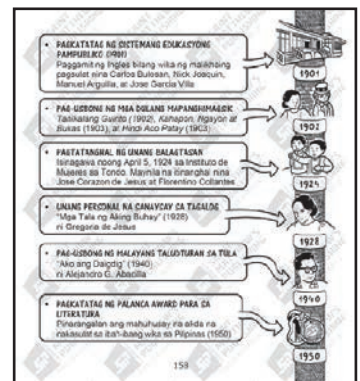 PAGKATATAG NG SISTEMANG EDUKASYONG
PAMPUBLIKO (1901)
Paggamit ng Ingles bilang wika ng malikhaing
pagsulat nina Carlos Bulosan, Nick Joaquin,
Manuel Arguilla, at Jose Garcia Villa
1901
PAG-USBONG NG MGA DULANG MAPANGHIMAGSIK
Tanikalang Guinto (1902), Kahapon, Ngayon at
Bukas (1903), at Hindi Aco Patay (1903)
1902
PAGTATANGHAL NG UNANG BALAGTASAN
Isinagawa noong April 5, 1924 sa Instituto de
Mujeres sa Tondo, Maynila na itinanghal nina
Jose Corazon de Jesus at Florentino Collantes
1924
UNANG PERSONAL NA SANAYSAY SA TAGALOG
"Mga Tala ng Aking Buhay" (1928)
ni Gregoria de Jesus
1928
PAG-USBONG NG MALAYANG TALUDTURAN SA TULA
"Ako ang Daigdig" (1940)
ni Alejandro G. Abadilla
1940
PAGKATATAG NG PALANCA AWARD PARA SA
LITERATURA
Pinarangalan ang mahuhusay na akda na
nakasulat sa iba't-ibang wika sa Pilipinas (1950)
1950
153